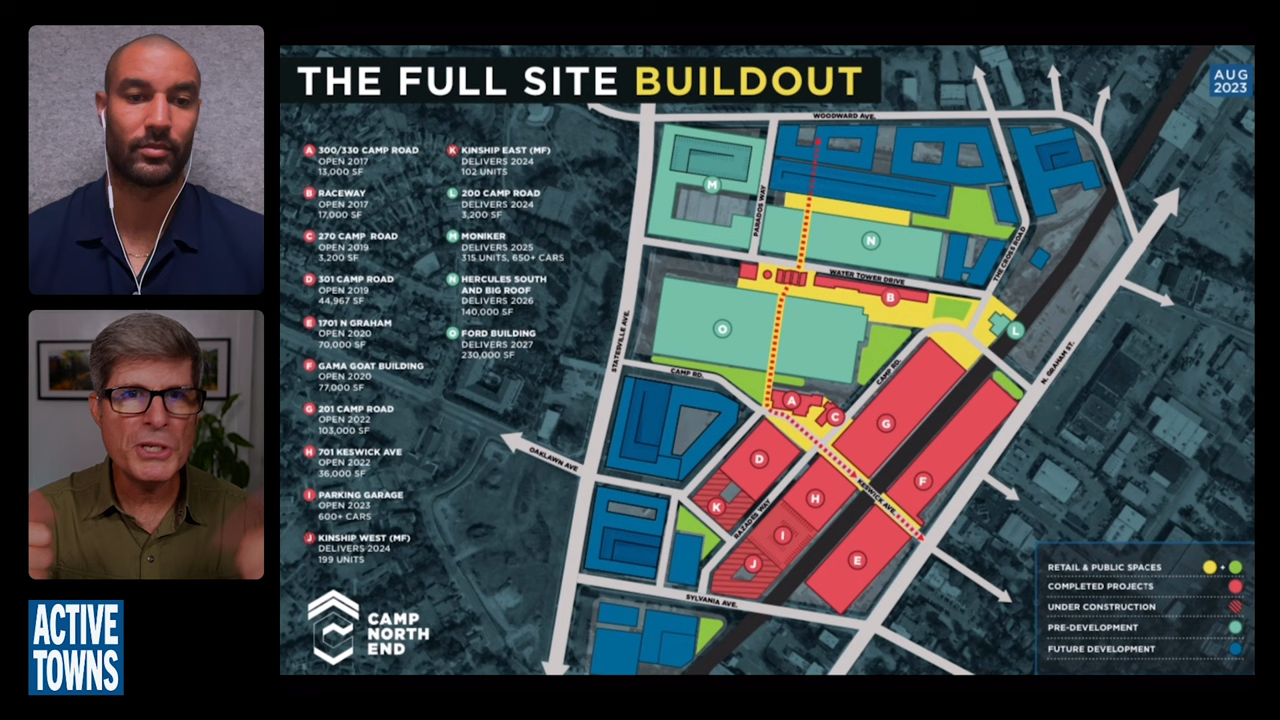 THE FULL SITE BUILDOUT
AUG
2023
A 300/330 CAMP ROAD
OPEN 2017
13,000 SF
B RACEWAY
OPEN 2017
17,000 SF
C 270 CAMP ROAD
OPEN 2019
3,200 SF
D 301 CAMP ROAD
OPEN 2019
44,967 SF
E 1701 N GRAHAM
OPEN 2020
70,000 SF
F GAMA GOAT BUILDING
OPEN 2020
77,000 SF
G 201 CAMP ROAD
OPEN 2022
103,000 SF
H 701 KESWICK AVE
OPEN 2022
36,000 SF
I PARKING GARAGE
OPEN 2023
600+ CARS
J KINSHIP WEST (MF)
DELIVERS 2024
199 UNITS
K KINSHIP EAST (MF)
DELIVERS 2024
102 UNITS
L 200 CAMP ROAD
DELIVERS 2024
3,200 SF
M MONIKER
DELIVERS 2025
315 UNITS, 650+ CARS
N HERCULES SOUTH
AND BIG ROOF
DELIVERS 2026
140,000 SF
O FORD BUILDING
DELIVERS 2027
230,000 SF
WOODWARD AVE.
M
PARADOS WAY
N
THE CROSS ROAD
WATER TOWER DRIVE
B
O
L
STATESVILLE AVE.
N. GRAHAM ST.
CAMP RD.
CAMP RD.
A
C
G
OAKLAWN AVE
D
F
KESWICK AVE.
K
H
I
E
J
SYLVANIA AVE.
CAMP
NORTH
END
RETAIL & PUBLIC SPACES +
COMPLETED PROJECTS
UNDER CONSTRUCTION
PRE-DEVELOPMENT
FUTURE DEVELOPMENT
ACTIVE
TOWNS